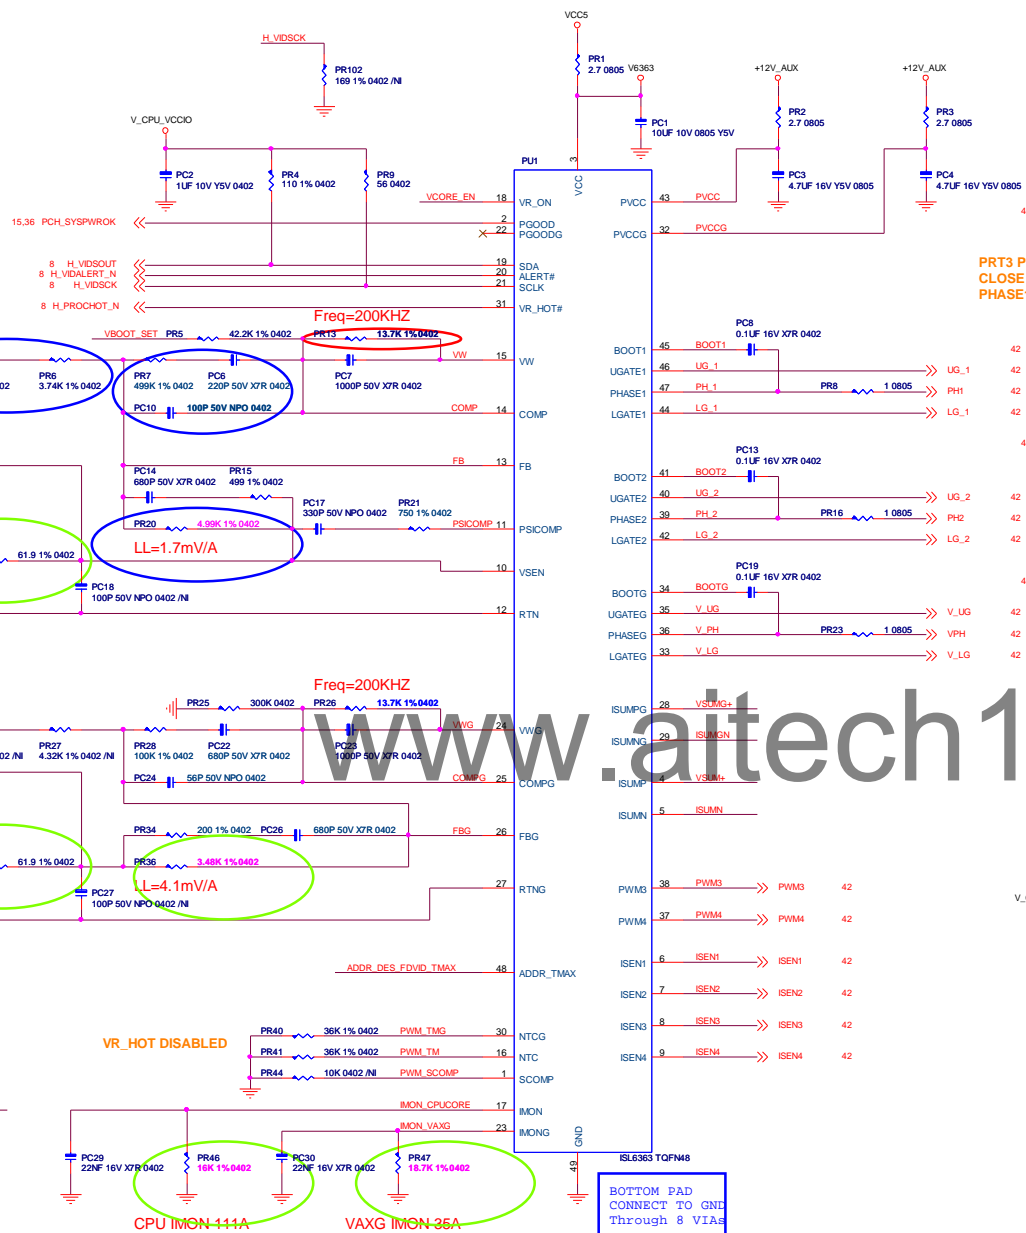 VCC5
H_VIDSCK
PR102
169 1% 0402 /NI
PR1
2.7 0805
V6363
+12V_AUX
+12V_AUX
PR2
2.7 0805
PR3
2.7 0805
V_CPU_VCCIO
PC1
10UF 10V 0805 Y5V
PU1
3
VCC
PC2
1UF 10V Y5V 0402
PR4
110 1% 0402
PR9
56 0402
PC3
4.7UF 16V Y5V 0805
PC4
4.7UF 16V Y5V 0805
VCORE_EN 18 VR_ON
PVCC 43 PVCC
15,36 PCH_SYSPWROK 2 PGOOD
22 PGOODG
PVCCG 32 PVCCG
8 H_VIDSOUT 19 SDA
8 H_VIDALERT_N 20 ALERT#
8 H_VIDSCK 21 SCLK
8 H_PROCHOT_N 31 VR_HOT#
PRT3 P
CLOSE
PHASE
Freq=200KHZ
VBOOT_SET PR5 42.2K 1% 0402 PR13 13.7K 1% 0402
PC8
0.1UF 16V X7R 0402
BOOT1 45 BOOT1 42
VW 15 VW
UGATE1 46 UG_1 UG_1 42
PR6
3.74K 1% 0402
PR7
499K 1% 0402
PC6
220P 50V X7R 0402
PC7
1000P 50V X7R 0402
PHASE1 47 PH_1 PR8 1 0805 PH1 42
PC10 100P 50V NPO 0402 COMP 14 COMP
LGATE1 44 LG_1 LG_1 42
PC13
0.1UF 16V X7R 0402
FB 13 FB
PC14
680P 50V X7R 0402
PR15
499 1% 0402
BOOT2 41 BOOT2
UGATE2 40 UG_2 UG_2 42
PC17
330P 50V NPO 0402
PR21
750 1% 0402
PR20 4.99K 1% 0402
PSICOMP 11 PSICOMP
PHASE2 39 PH_2 PR16 1 0805 PH2 42
LGATE2 42 LG_2 LG_2 42
LL=1.7mV/A
61.9 1% 0402
10 VSEN
PC19
0.1UF 16V X7R 0402
PC18
100P 50V NPO 0402 /NI
BOOTG 34 BOOTG
12 RTN
UGATEG 35 V_UG V_UG 42
PHASEG 36 V_PH PR23 1 0805 VPH 42
LGATEG 33 V_LG V_LG 42
Freq=200KHZ
PR25 300K 0402 PR26 13.7K 1% 0402
ISUMPG 28 VSUMG+
VWG 24 VWG
ISUMNG 29 ISUMGN
PR27
4.32K 1% 0402 /NI
PR28
100K 1% 0402
PC22
680P 50V X7R 0402
PC23
1000P 50V X7R 0402
www.aitech1
PC24 56P 50V NPO 0402 COMPG 25 COMPG
ISUMP 4 VSUM+
ISUMN 5 ISUMN
PR34 200 1% 0402 PC26 680P 50V X7R 0402 FBG 26 FBG
61.9 1% 0402
PR36 3.48K 1% 0402
LL=4.1mV/A
PC27
100P 50V NPO 0402 /NI
27 RTNG
PWM3 38 PWM3 PWM3 42
PWM4 37 PWM4 PWM4 42
ISEN1 6 ISEN1 ISEN1 42
ADDR_DES_FDVID_TMAX 48 ADDR_TMAX
ISEN2 7 ISEN2 ISEN2 42
ISEN3 8 ISEN3 ISEN3 42
ISEN4 9 ISEN4 ISEN4 42
VR_HOT DISABLED
PR40 36K 1% 0402 PWM_TMG 30 NTCG
PR41 36K 1% 0402 PWM_TM 16 NTC
PR44 10K 0402 /NI PWM_SCOMP 1 SCOMP
IMON_CPUCORE 17 IMON
IMON_VAXG 23 IMONG
GND
49
ISL6363 TQFN48
PC29
22NF 16V X7R 0402
PR46
16K 1% 0402
PC30
22NF 16V X7R 0402
PR47
18.7K 1% 0402
CPU IMON 111A
VAXG IMON 35A
BOTTOM PAD
CONNECT TO GND
Through 8 VIAs